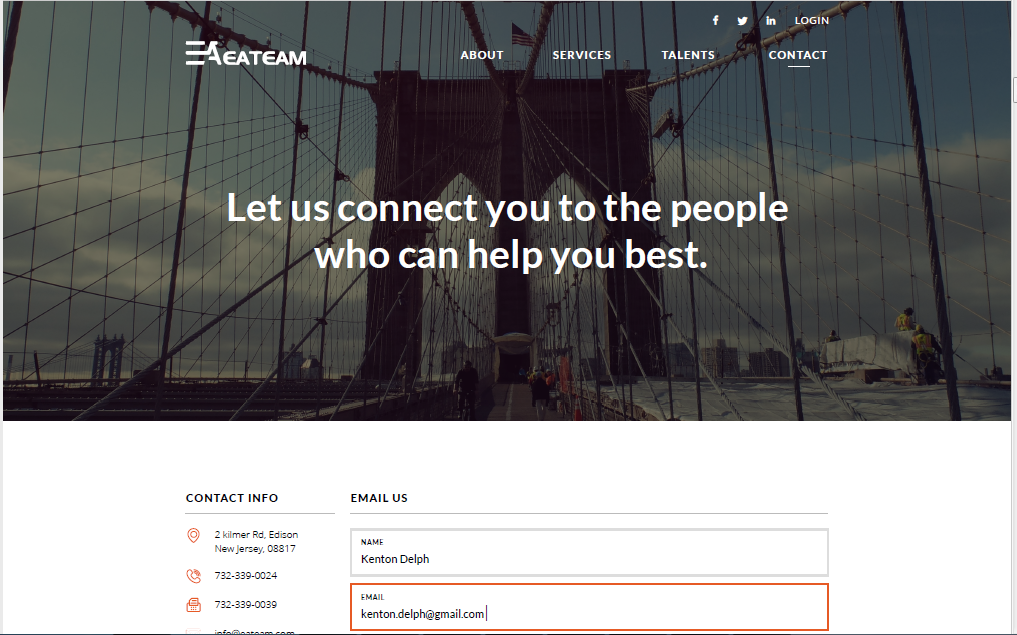 LOGIN
EATEAM
ABOUT SERVICES TALENTS CONTACT
Let us connect you to the people
who can help you best.
CONTACT INFO
2 kilmer Rd, Edison
New Jersey, 08817
732-339-0024
732-339-0039
info@eateam.com
EMAIL US
NAME
Kenton Delph
EMAIL
kenton.delph@gmail.com